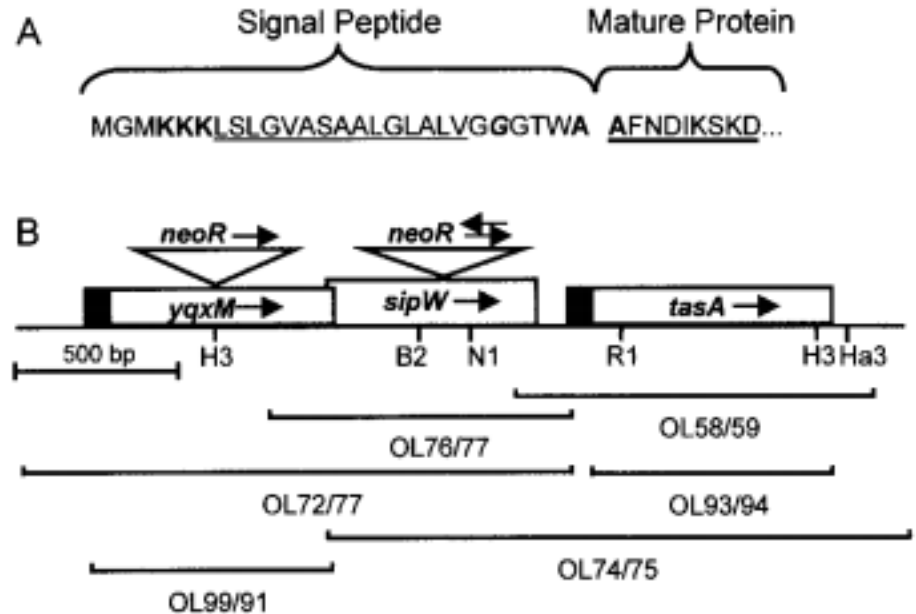 A
Signal Peptide Mature Protein
MGMKKKLSLGVASAALGLALVGGGTWA AFNDIKSKD...
B
neoR neoR
yqxM sipW tasA
500 bp H3 B2 N1 R1 H3 Ha3
OL58/59
OL76/77
OL72/77 OL93/94
OL74/75
OL99/91